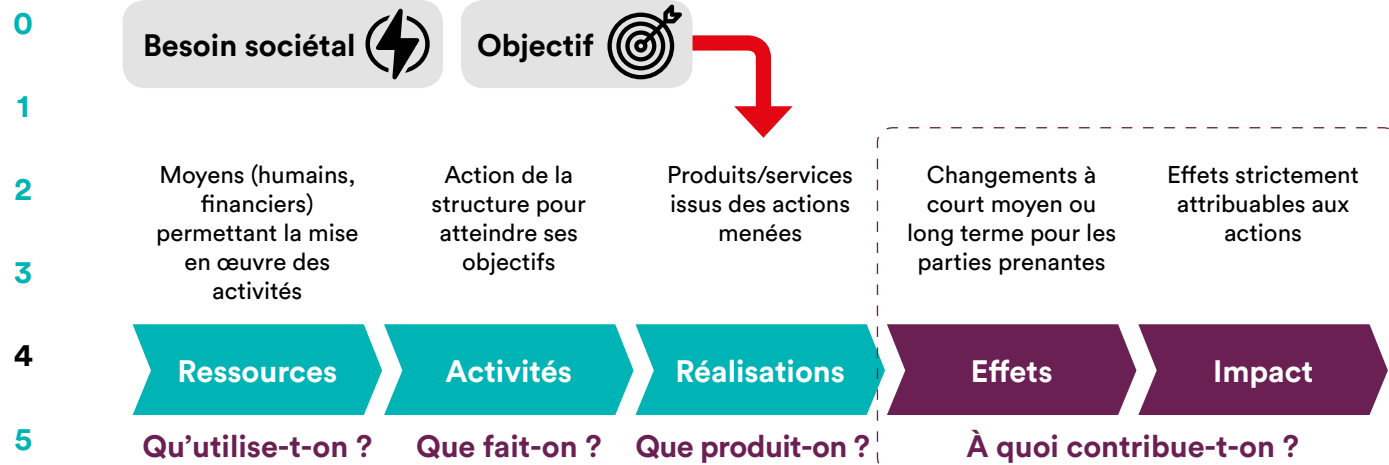 0
Besoin sociétal
Objectif
1
2
Moyens (humains,
financiers)
permettant la mise
en œuvre des
activités
Action de la
structure pour
atteindre ses
objectifs
Produits/services
issus des actions
menées
Changements à
court moyen ou
long terme pour les
parties prenantes
Effets strictement
attribuables aux
actions
3
4
Ressources
Activités
Réalisations
Effets
Impact
5
Qu’utilise-t-on ?
Que fait-on ?
Que produit-on ?
À quoi contribue-t-on ?